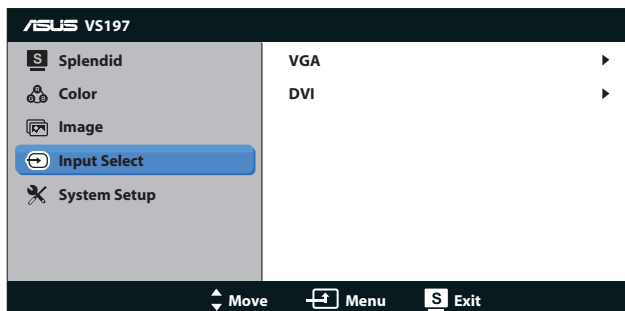 ASUS VS197
S Splendid
Color
Image
Input Select
System Setup
VGA
DVI
Move Menu S Exit